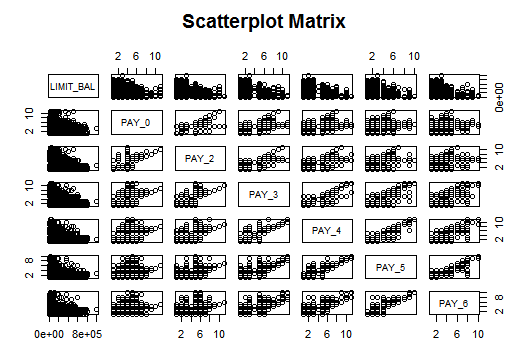 Scatterplot Matrix
2 6 10 2 6 10 2 6 10
LIMIT_BAL 0e+00
2 10 PAY_0
PAY_2 2 10
2 10 PAY_3
PAY_4 2 10
2 8 PAY_5
PAY_6 2 8
0e+00 8e+05 2 6 10 2 6 10 2 6 10